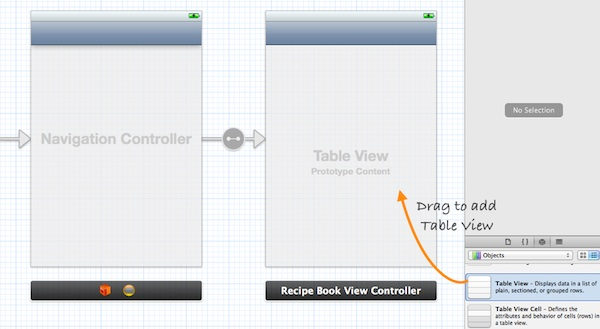 Navigation Controller
Table View
Prototype Content
No Selection
Drag to add
Table View
Objects
Table View - Displays data in a list of
plain, sectioned, or grouped rows.
Table View Cell - Defines the
attributes and behavior of cells (rows) in
a table view.
Recipe Book View Controller